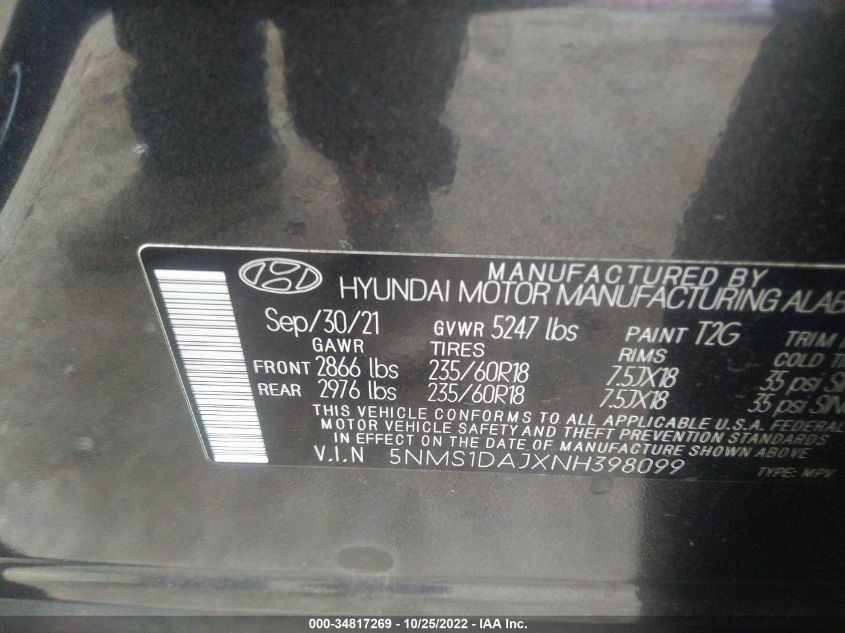 MANUFACTURED BY
HYUNDAI MOTOR MANUFACTURING
Sep/30/21 GVWR 5247 lbs PAINT T2G TRIM
GAWR TIRES RIMS COLD
FRONT 2866 lbs 235/60R18 7.5JX18 35 psi
REAR 2976 lbs 235/60R18 7.5JX18 35 psi
THIS VEHICLE CONFORMS TO ALL APPLICABLE U.S.A. FEDERAL
MOTOR VEHICLE SAFETY AND THEFT PREVENTION STANDARDS
IN EFFECT ON THE DATE OF MANUFACTURE SHOWN ABOVE
V.I.N 5NMS1DAJXNH398099
TYPE: MPV
000-34817269 - 10/25/2022 - IAA Inc.